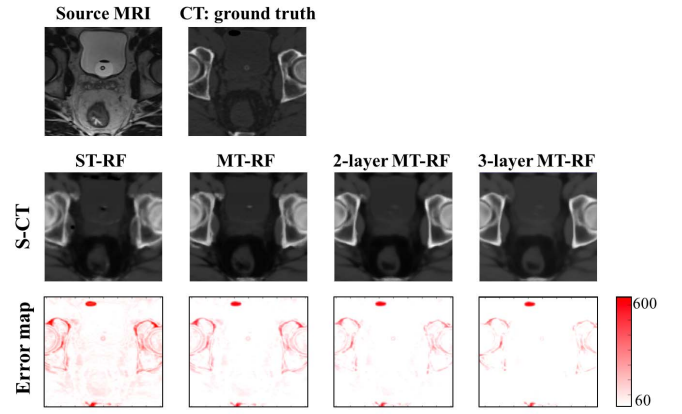 Source MRI CT: ground truth
ST-RF MT-RF 2-layer MT-RF 3-layer MT-RF
S-CT
Error map
600
60